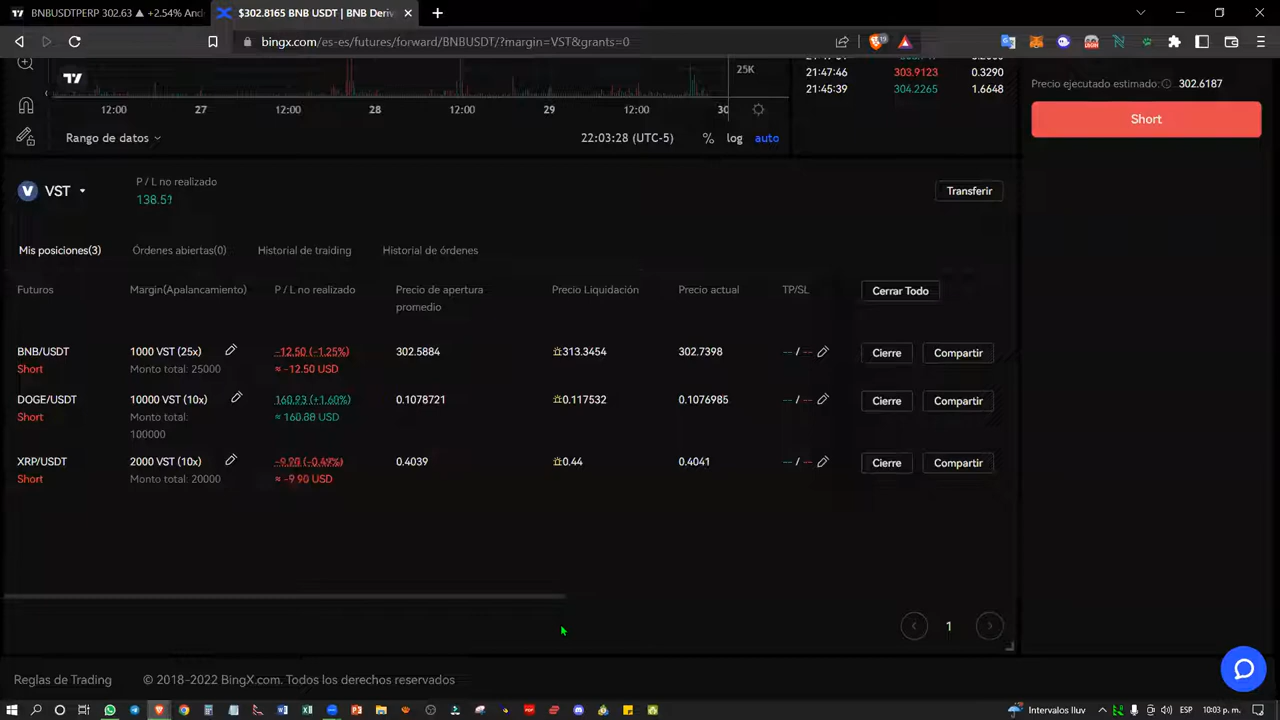 BNBUSDTPERP 302.63 ▲ +2.54%
$302.8165 BNB USDT | BNB Deriv
bingx.com/es-es/futures/forward/BNBUSDT/?margin=VST&grants=0
19
25K
12:00 27 12:00 28 12:00 29 12:00 30
Rango de datos
22:03:28 (UTC-5) % log auto
21:47:46 303.9123 0.3290
21:45:39 304.2265 1.6648
Precio ejecutado estimado: 302.6187
Short
VST
P / L no realizado
Transferir
Mis posiciones(3) Órdenes abiertas(0) Historial de traiding Historial de órdenes
Futuros Margin(Apalancamiento) P / L no realizado Precio de apertura promedio Precio Liquidación Precio actual TP/SL Cerrar Todo
BNB/USDT 1000 VST (25x) -12.50 (-1.25%) 302.5884 313.3454 302.7398 -- / -- Cierre Compartir
Short Monto total: 25000 ≈ -12.50 USD
DOGE/USDT 10000 VST (10x) 160.93 (+1.60%) 0.1078721 0.117532 0.1076985 -- / -- Cierre Compartir
Short Monto total: 100000 ≈ 160.88 USD
XRP/USDT 2000 VST (10x) 0.4039 0.44 0.4041 -- / -- Cierre Compartir
Short Monto total: 20000 ≈ -9.90 USD
1
Reglas de Trading © 2018-2022 BingX.com. Todos los derechos reservados
Intervalos lluv ESP 10:03 p. m.